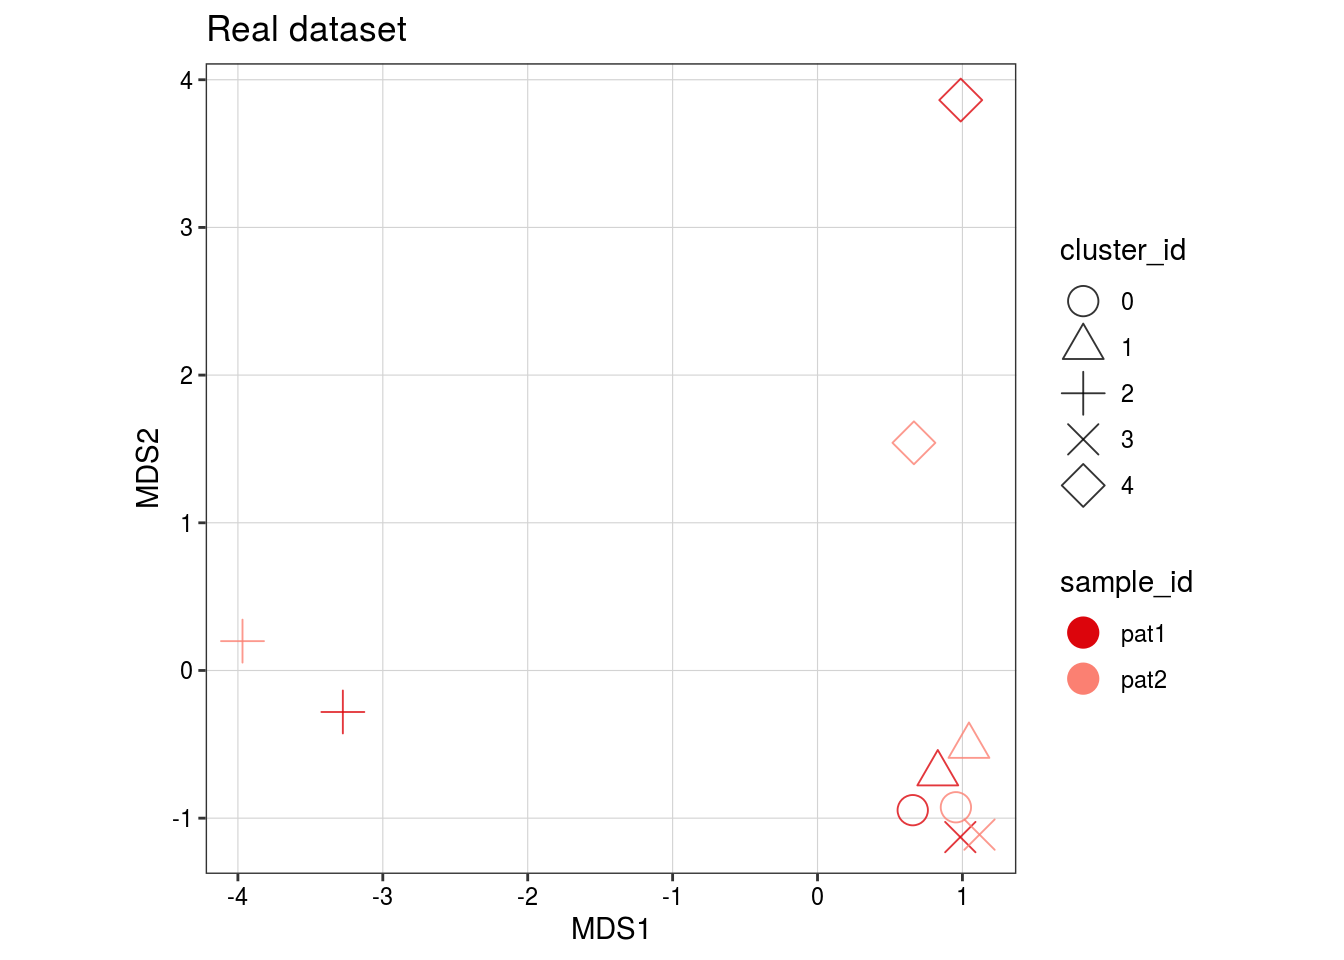 Real dataset
4
3
2
1
0
-1
MDS2
-4
-3
-2
-1
0
1
MDS1
cluster_id
0
1
2
3
4
sample_id
pat1
pat2